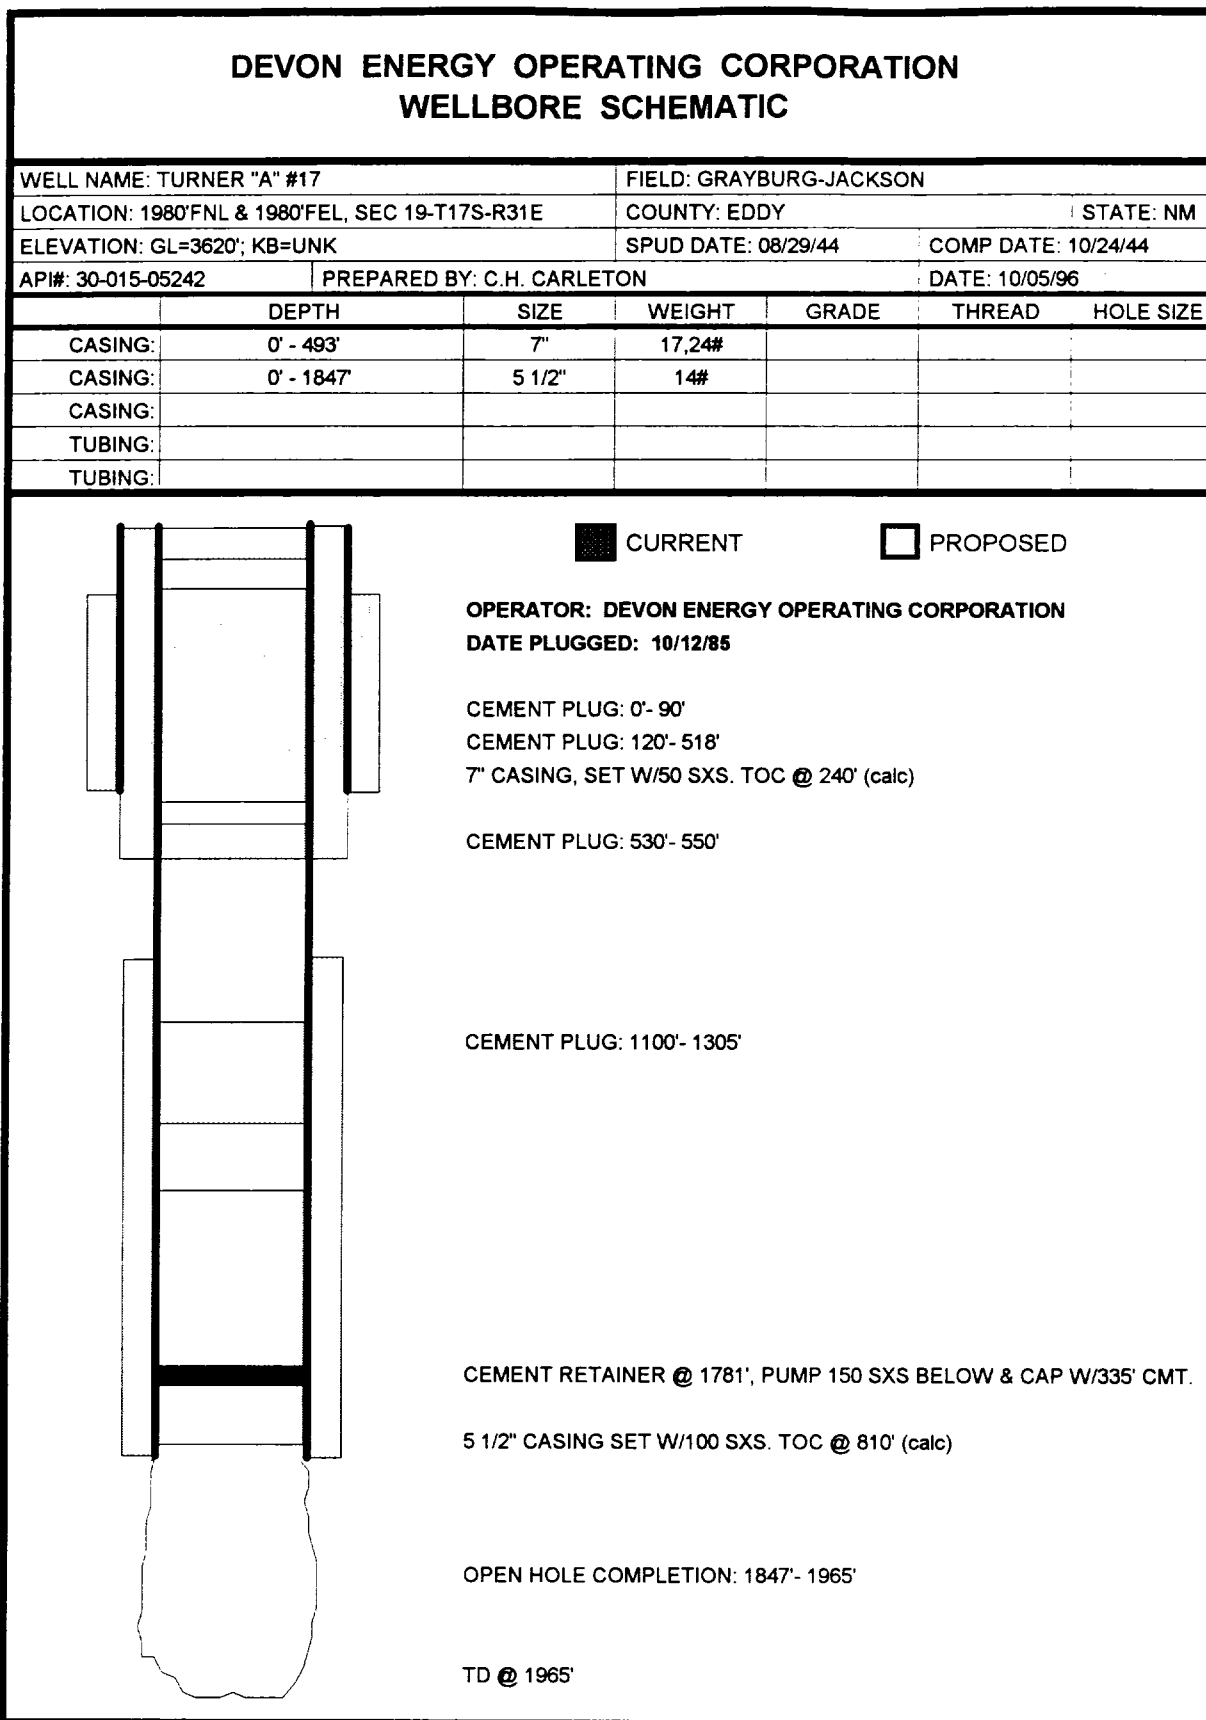 DEVON ENERGY OPERATING CORPORATION
WELLBORE SCHEMATIC
WELL NAME: TURNER "A" #17 FIELD: GRAYBURG-JACKSON
LOCATION: 1980'FNL & 1980'FEL, SEC 19-T17S-R31E COUNTY: EDDY STATE: NM
ELEVATION: GL=3620'; KB=UNK SPUD DATE: 08/29/44 COMP DATE: 10/24/44
API#: 30-015-05242 PREPARED BY: C.H. CARLETON DATE: 10/05/96
DEPTH SIZE WEIGHT GRADE THREAD HOLE SIZE
CASING: 0' - 493' 7" 17,24#
CASING: 0' - 1847' 5 1/2" 14#
CASING:
TUBING:
TUBING:
CURRENT PROPOSED
OPERATOR: DEVON ENERGY OPERATING CORPORATION
DATE PLUGGED: 10/12/85
CEMENT PLUG: 0'- 90'
CEMENT PLUG: 120'- 518'
7" CASING, SET W/50 SXS. TOC @ 240' (calc)
CEMENT PLUG: 530'- 550'
CEMENT PLUG: 1100'- 1305'
CEMENT RETAINER @ 1781', PUMP 150 SXS BELOW & CAP W/335' CMT.
5 1/2" CASING SET W/100 SXS. TOC @ 810' (calc)
OPEN HOLE COMPLETION: 1847'- 1965'
TD @ 1965'